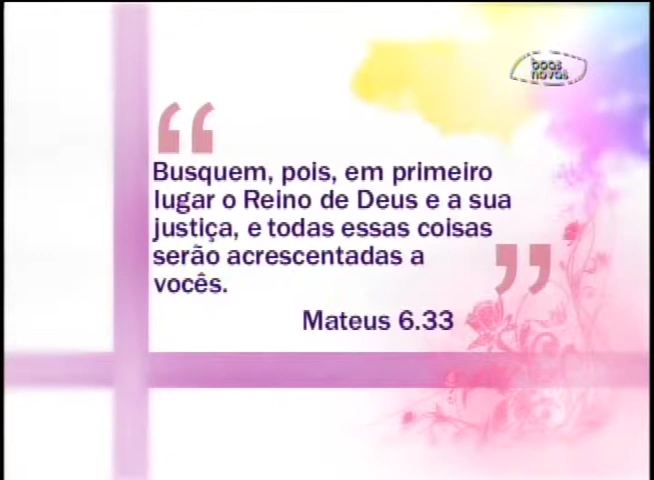 boas
novas
“
Busquem, pois, em primeiro
lugar o Reino de Deus e a sua
justiça, e todas essas coisas
serão acrescentadas a
vocês.
”
Mateus 6.33